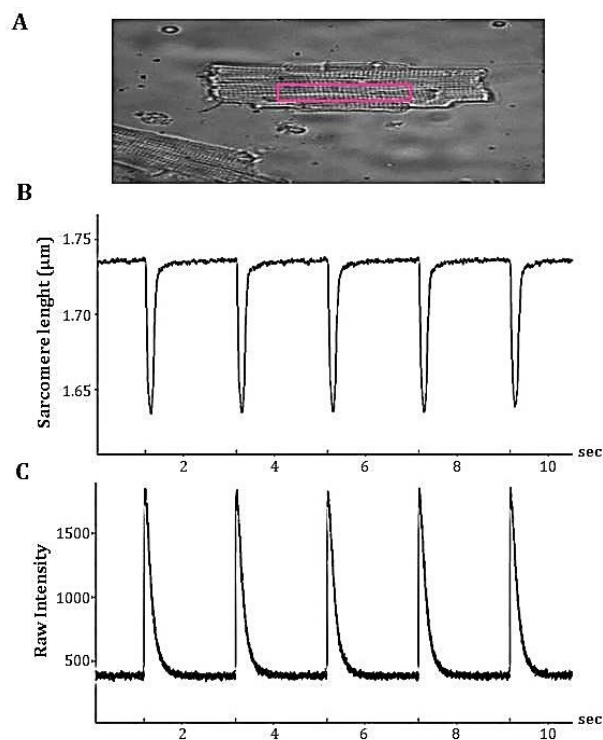 A
B
Sarcomere lenght (µm)
1.75
1.70
1.65
2 4 6 8 10 sec
C
Raw Intensity
1500
1000
500
2 4 6 8 10 sec